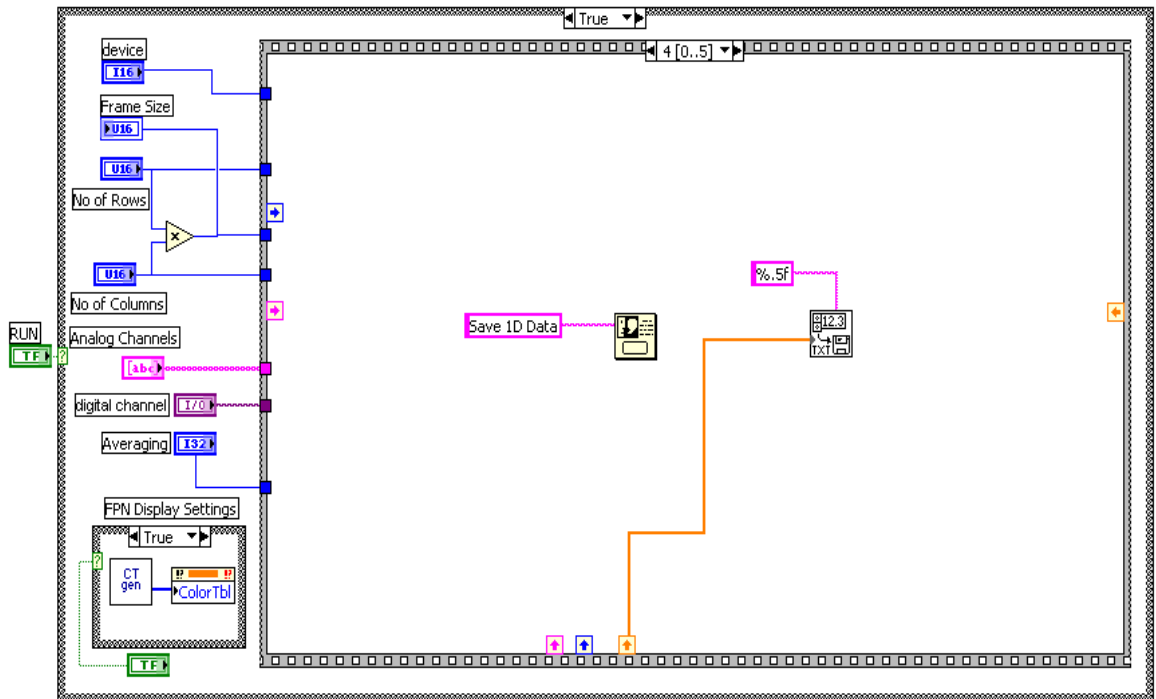 True
4 [0..5]
device
I16
Frame Size
U16
U16
No of Rows
x
U16
No of Columns
RUN
TF
?
Analog Channels
[abc]
digital channel
I/0
Averaging
I32
FPN Display Settings
True
?
CT
gen
!? !?
ColorTbl
TF
Save 1D Data
%.5f
12.3
TXT